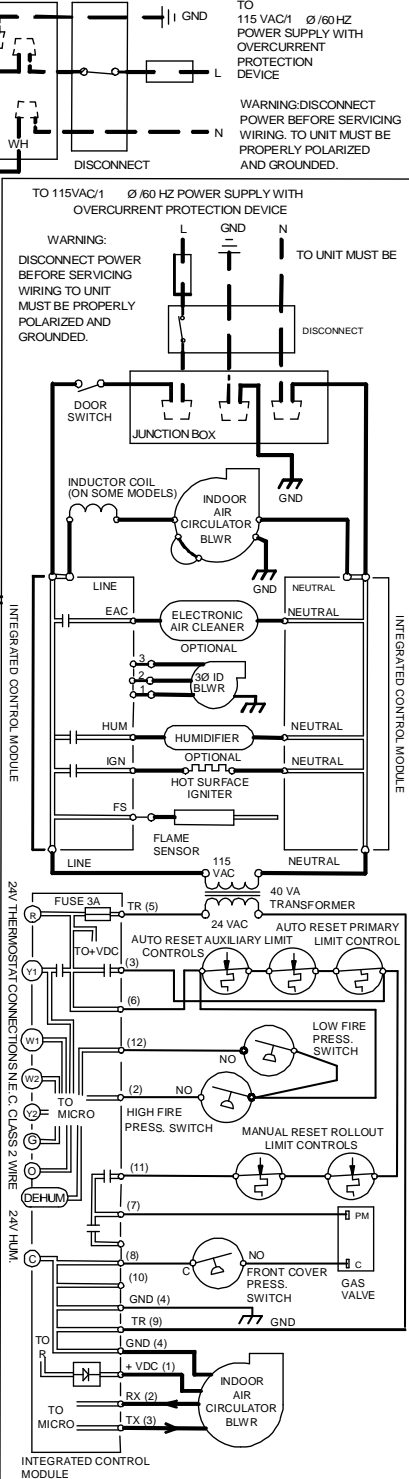 GND
TO
115 VAC/1 Ø /60 HZ
POWER SUPPLY WITH
OVERCURRENT
PROTECTION
DEVICE
L
WARNING:DISCONNECT
POWER BEFORE SERVICING
WIRING. TO UNIT MUST BE
PROPERLY POLARIZED
AND GROUNDED.
N
WH
DISCONNECT
TO 115VAC/1 Ø /60 HZ POWER SUPPLY WITH
OVERCURRENT PROTECTION DEVICE
WARNING:
DISCONNECT POWER
BEFORE SERVICING
WIRING TO UNIT
MUST BE PROPERLY
POLARIZED AND
GROUNDED.
L GND N
TO UNIT MUST BE
DISCONNECT
DOOR
SWITCH
JUNCTION BOX
GND
INDUCTOR COIL
(ON SOME MODELS)
INDOOR
AIR
CIRCULATOR
BLWR
GND
INTEGRATED CONTROL MODULE
LINE
NEUTRAL
INTEGRATED CONTROL MODULE
EAC
ELECTRONIC
AIR CLEANER
NEUTRAL
OPTIONAL
3
2
1
3Ø ID
BLWR
HUM
HUMIDIFIER
NEUTRAL
OPTIONAL
IGN
NEUTRAL
HOT SURFACE
IGNITER
FS
FLAME
SENSOR
LINE
115
VAC
NEUTRAL
40 VA
TRANSFORMER
24 VAC
24V THERMOSTAT CONNECTIONS N.E.C. CLASS 2 WIRE
24V HUM.
R
FUSE 3A
TR (5)
TO+VDC
AUTO RESET AUXILIARY LIMIT
CONTROLS
AUTO RESET PRIMARY
LIMIT CONTROL
Y1
(3)
(6)
W1
(12)
NO
LOW FIRE
PRESS.
SWITCH
W2
TO
MICRO
(2)
NO
HIGH FIRE
PRESS. SWITCH
Y2
G
MANUAL RESET ROLLOUT
LIMIT CONTROLS
O
(11)
DEHUM
(7)
PM
C
(8)
C
NO
C
FRONT COVER
PRESS.
SWITCH
GAS
VALVE
(10)
GND (4)
GND
TR (9)
TO
R
GND (4)
+ VDC (1)
INDOOR
AIR
CIRCULATOR
BLWR
TO
MICRO
RX (2)
TX (3)
INTEGRATED CONTROL
MODULE